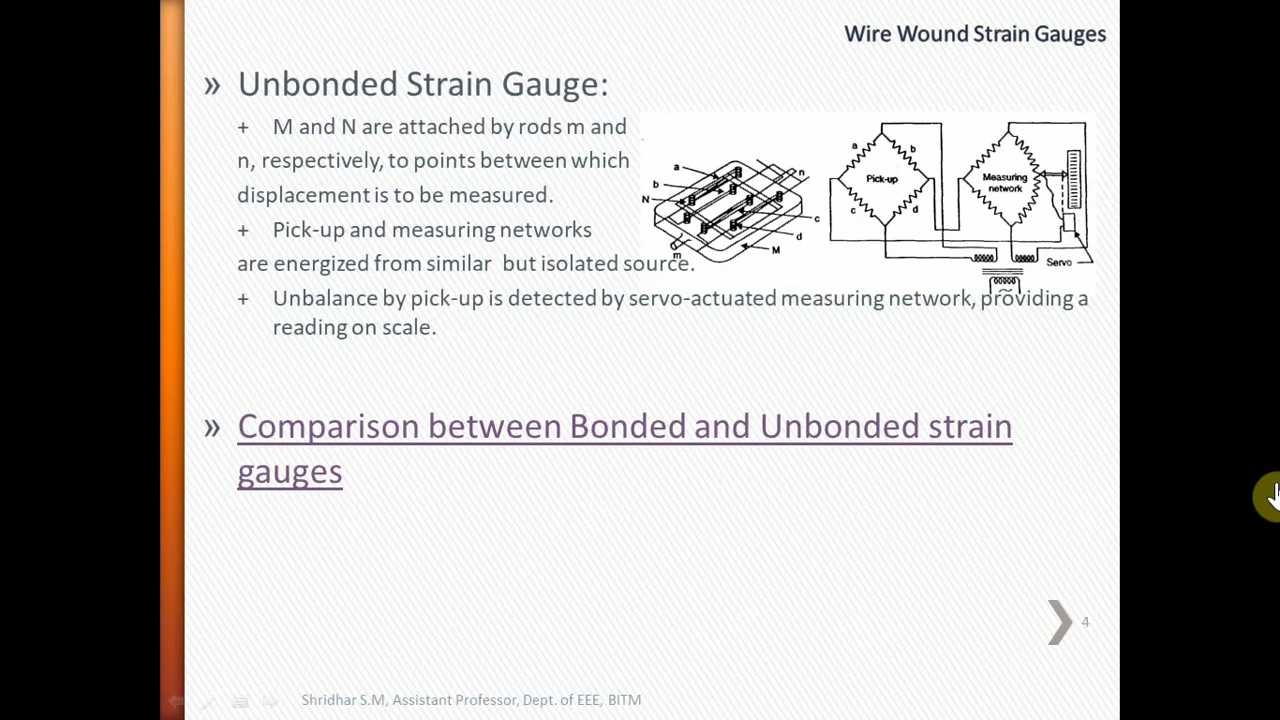 Wire Wound Strain Gauges
» Unbonded Strain Gauge:
+ M and N are attached by rods m and
n, respectively, to points between which
displacement is to be measured.
+ Pick-up and measuring networks
are energized from similar but isolated source.
+ Unbalance by pick-up is detected by servo-actuated measuring network, providing a
reading on scale.
a
b
N
m
n
c
d
M
a
b
Pick-up
c
d
Measuring
network
Servo
» Comparison between Bonded and Unbonded strain
gauges
4
Shridhar S.M, Assistant Professor, Dept. of EEE, BITM